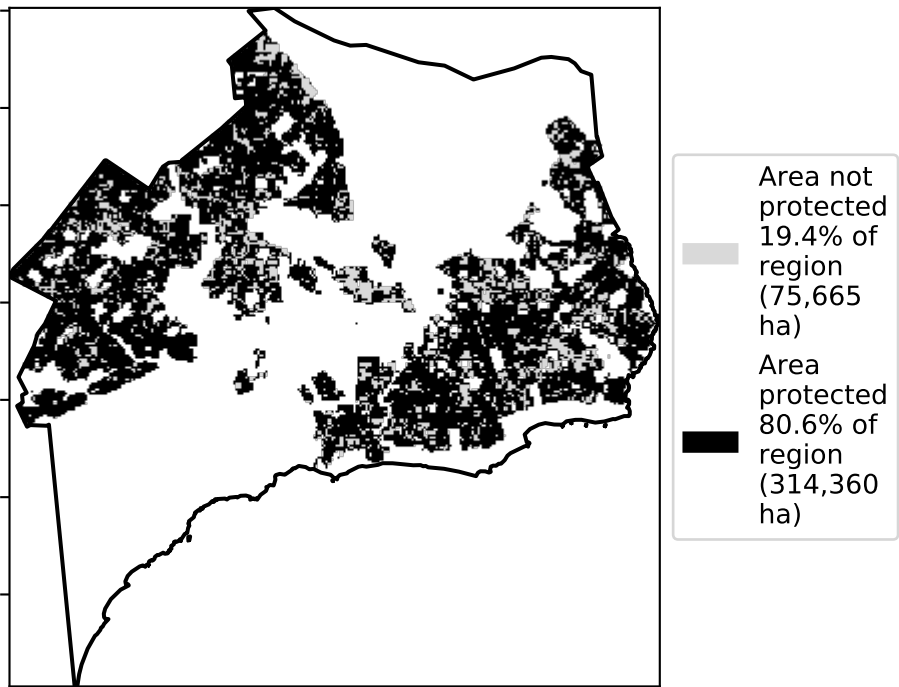 Area not
protected
19.4% of
region
(75,665
ha)
Area
protected
80.6% of
region
(314,360
ha)